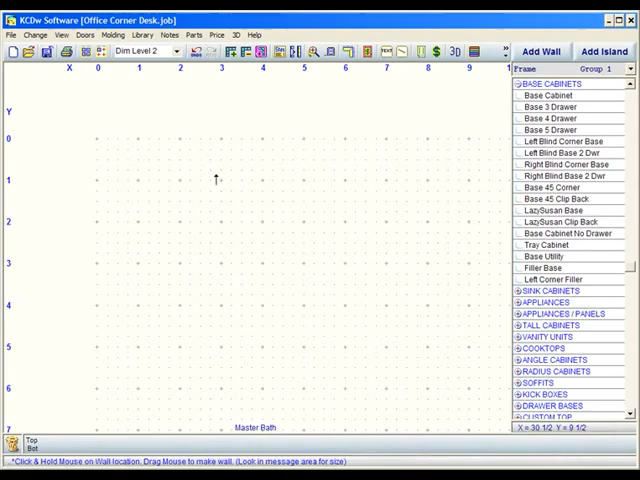 KCDw Software [Office Corner Desk.job]
File Change View Doors Molding Library Parts Price 3D Help
Dim Level 2
TEXT
$
3D
Add Wall Add Island
Frame Group 1
X 0 1 2 3 4 5 6 7 8 9 1
Y
0
1
2
3
4
5
6
7
Master Bath
BASE CABINETS
Base Cabinet
Base 3 Drawer
Base 4 Drawer
Base 5 Drawer
Left Blind Corner Base
Left Blind Base 2 Dwr
Right Blind Corner Base
Right Blind Base 2 Dwr
Base 45 Corner
Base 45 Clip Back
LazySusan Base
LazySusan Clip Back
Base Cabinet No Drawer
Tray Cabinet
Base Utility
Filler Base
Left Corner Filler
SINK CABINETS
APPLIANCES
APPLIANCES / PANELS
TALL CABINETS
VANITY UNITS
COOKTOPS
ANGLE CABINETS
RADIUS CABINETS
SOFFITS
KICK BOXES
DRAWER BASES
CUSTOM TOP
X = 30 1/2 Y = 9 1/2
Top
Bot
*Click & Hold Mouse on Wall location. Drag Mouse to make wall. (Look in message area for size)